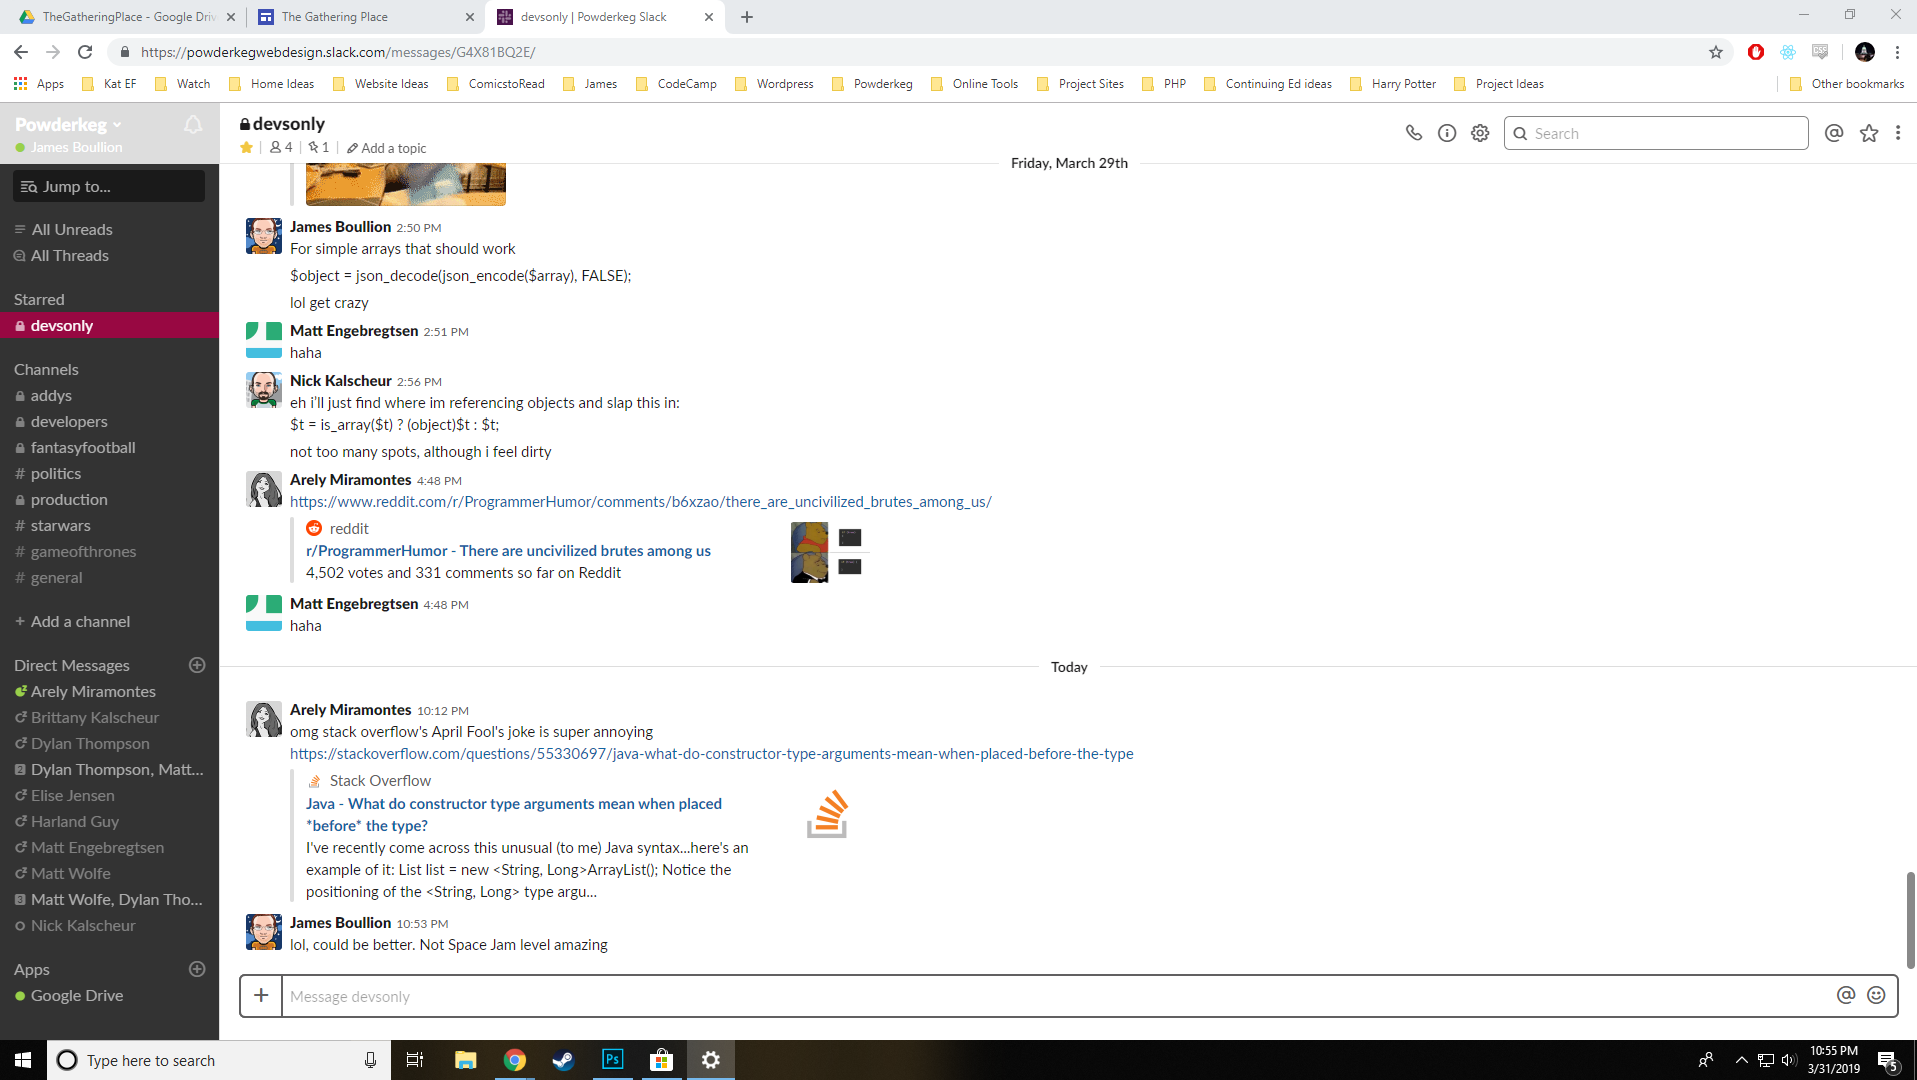 TheGatheringPlace - Google Driv
The Gathering Place
devsonly | Powderkeg Slack
https://powderkegwebdesign.slack.com/messages/G4X81BQ2E/
Apps
Kat EF
Watch
Home Ideas
Website Ideas
ComicstoRead
James
CodeCamp
Wordpress
Powderkeg
Online Tools
Project Sites
PHP
Continuing Ed ideas
Harry Potter
Project Ideas
Other bookmarks
Powderkeg
James Boullion
Jump to...
All Unreads
All Threads
Starred
devsonly
Channels
addys
developers
fantasyfootball
# politics
production
# starwars
# gameofthrones
# general
+ Add a channel
Direct Messages
Arely Miramontes
Brittany Kalscheur
Dylan Thompson
2 Dylan Thompson, Matt...
Elise Jensen
Harland Guy
Matt Engebregtsen
Matt Wolfe
3 Matt Wolfe, Dylan Tho...
Nick Kalscheur
Apps
Google Drive
devsonly
4
1
Add a topic
Search
Friday, March 29th
James Boullion 2:50 PM
For simple arrays that should work
$object = json_decode(json_encode($array), FALSE);
lol get crazy
Matt Engebregtsen 2:51 PM
haha
Nick Kalscheur 2:56 PM
eh i'll just find where im referencing objects and slap this in:
$t = is_array($t) ? (object)$t : $t;
not too many spots, although i feel dirty
Arely Miramontes 4:48 PM
https://www.reddit.com/r/ProgrammerHumor/comments/b6xzao/there_are_uncivilized_brutes_among_us/
reddit
r/ProgrammerHumor - There are uncivilized brutes among us
4,502 votes and 331 comments so far on Reddit
Matt Engebregtsen 4:48 PM
haha
Today
Arely Miramontes 10:12 PM
omg stack overflow's April Fool's joke is super annoying
https://stackoverflow.com/questions/55330697/java-what-do-constructor-type-arguments-mean-when-placed-before-the-type
Stack Overflow
Java - What do constructor type arguments mean when placed
*before* the type?
I've recently come across this unusual (to me) Java syntax...here's an
example of it: List list = new <String, Long>ArrayList(); Notice the
positioning of the <String, Long> type argu...
James Boullion 10:53 PM
lol, could be better. Not Space Jam level amazing
Message devsonly
Type here to search
Ps
10:55 PM
3/31/2019
5